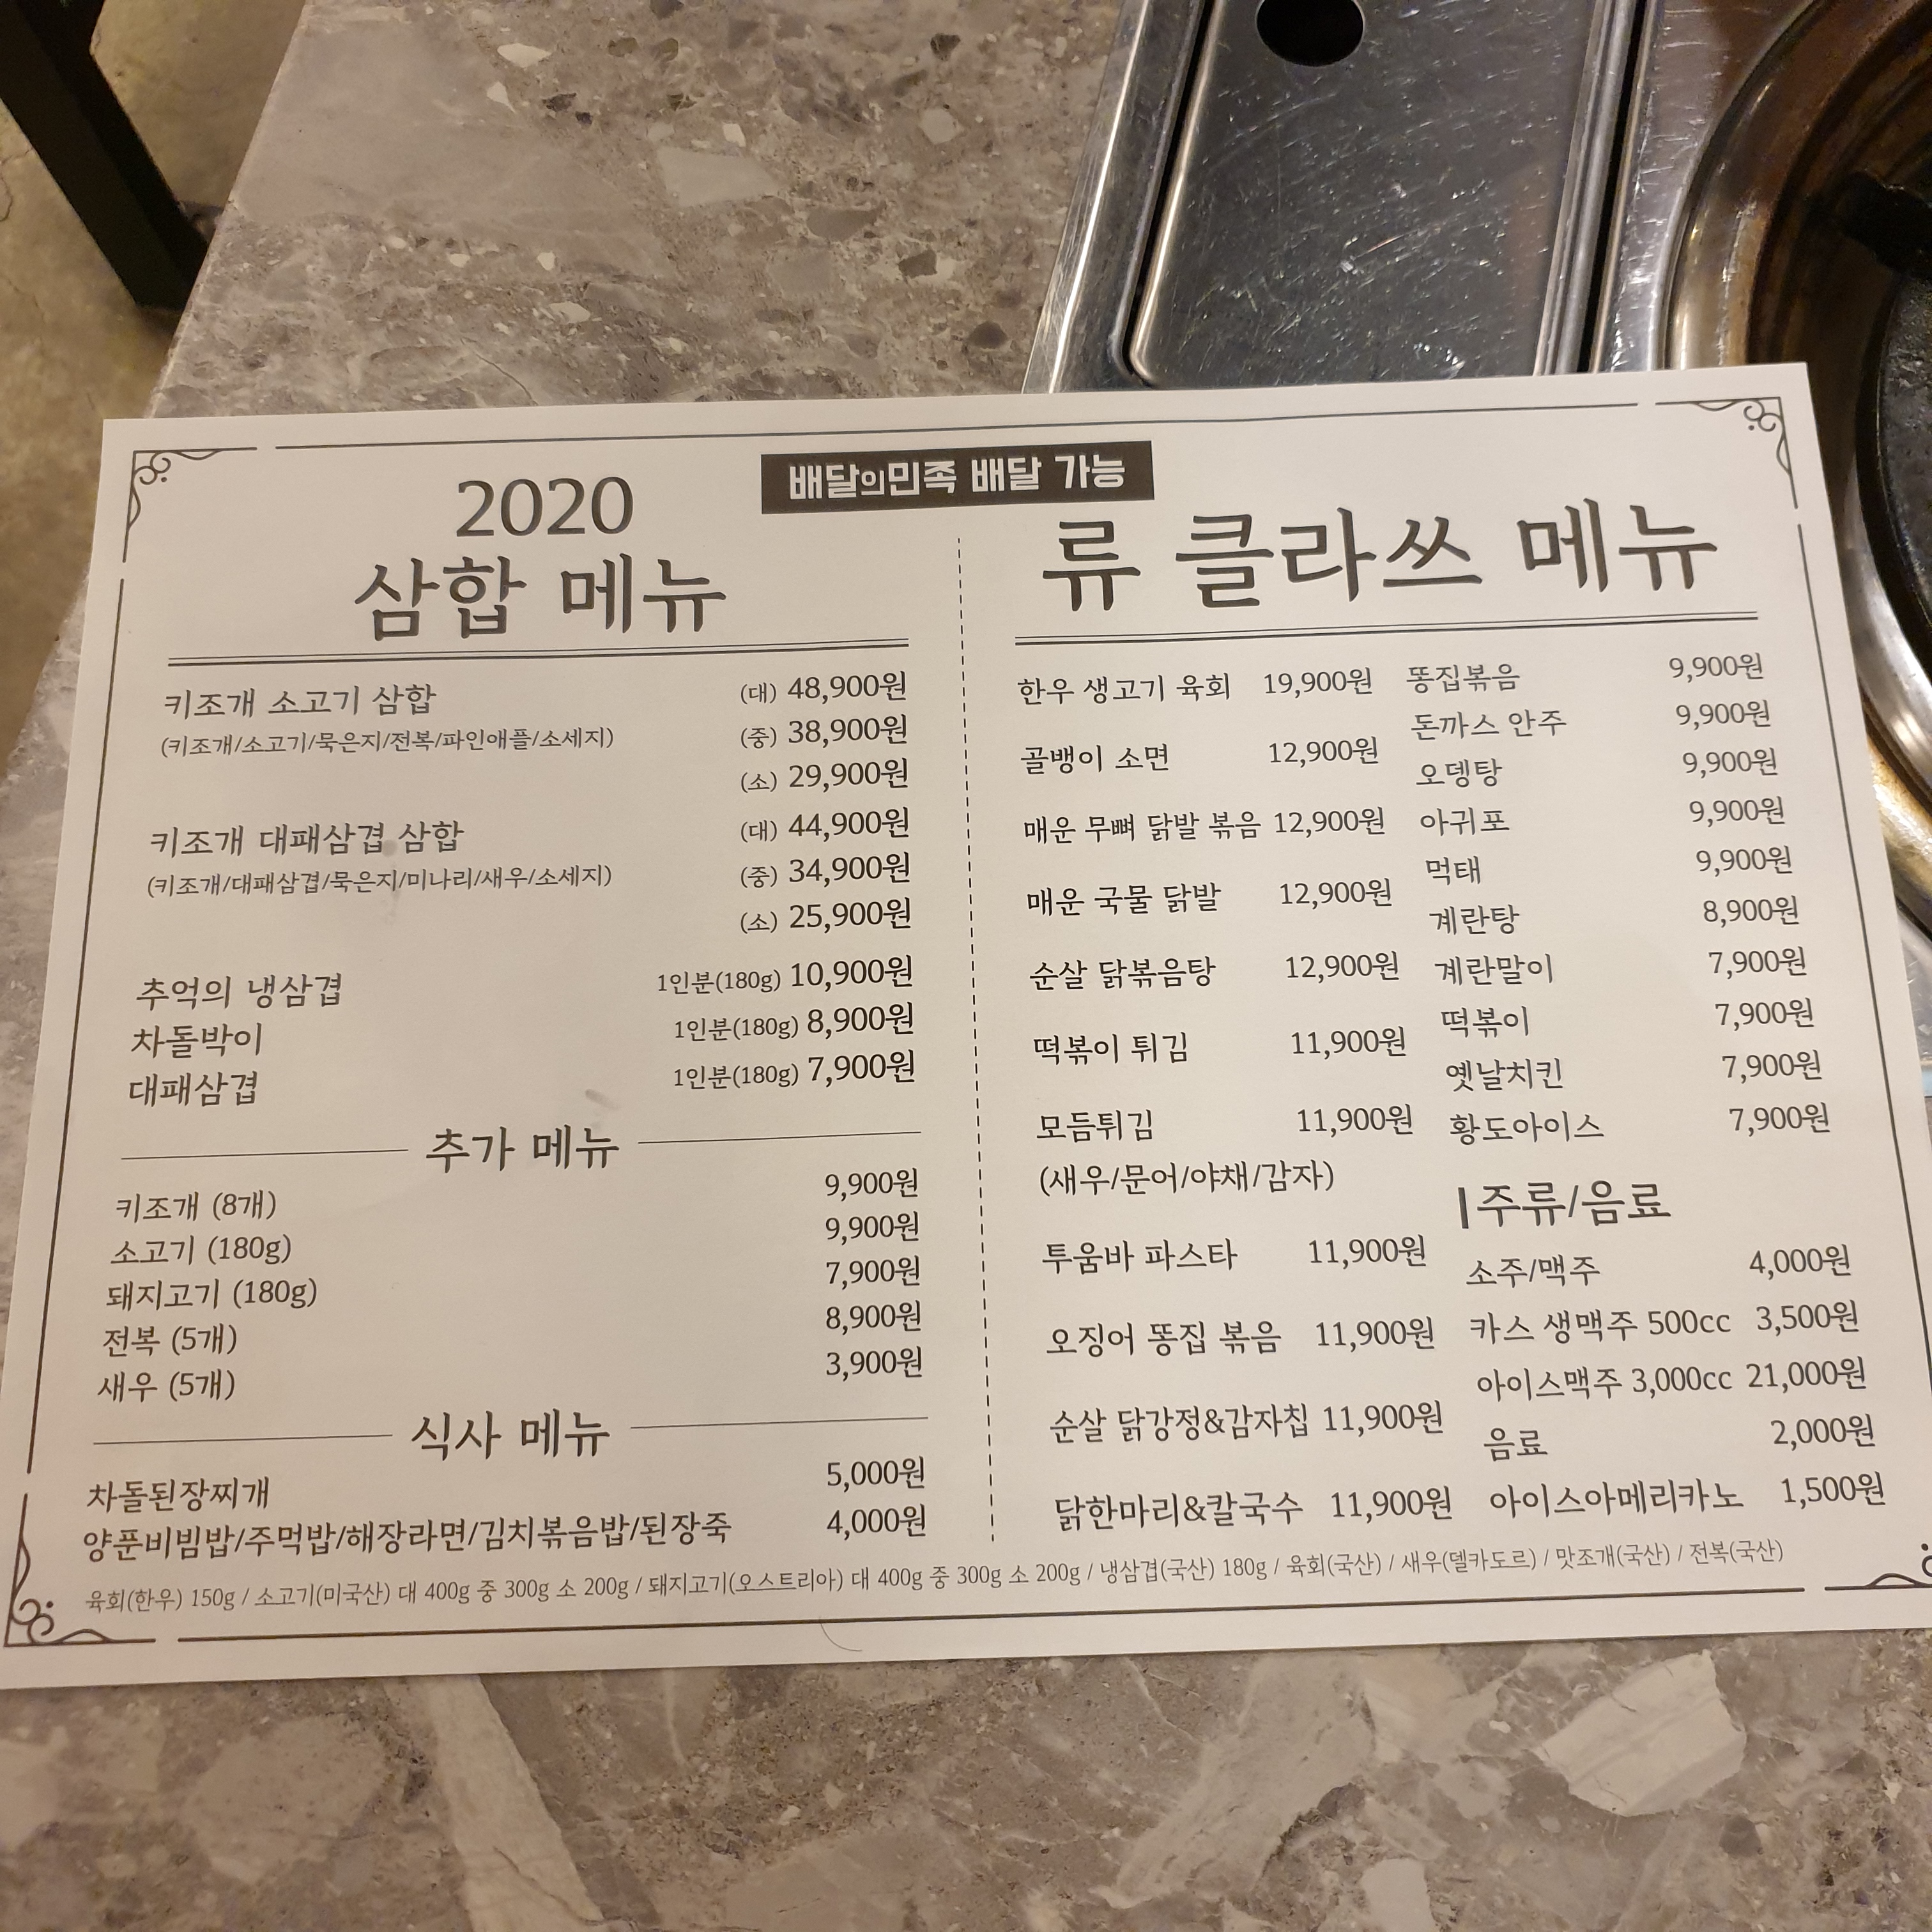 배달의민족 배달 가능
2020
삼합 메뉴
키조개 소고기 삼합 (대) 48,900원
(키조개/소고기/묵은지/전복/파인애플/소세지) (중) 38,900원
(소) 29,900원
키조개 대패삼겹 삼합 (대) 44,900원
(키조개/대패삼겹/묵은지/미나리/새우/소세지) (중) 34,900원
(소) 25,900원
추억의 냉삼겹 1인분(180g) 10,900원
차돌박이 1인분(180g) 8,900원
대패삼겹 1인분(180g) 7,900원
추가 메뉴
키조개 (8개) 9,900원
소고기 (180g) 9,900원
돼지고기 (180g) 7,900원
전복 (5개) 8,900원
새우 (5개) 3,900원
식사 메뉴
차돌된장찌개 5,000원
양푼비빔밥/주먹밥/해장라면/김치볶음밥/된장죽 4,000원
류 클라쓰 메뉴
한우 생고기 육회 19,900원
골뱅이 소면 12,900원
매운 무뼈 닭발 볶음 12,900원
매운 국물 닭발 12,900원
순살 닭볶음탕 12,900원
떡볶이 튀김 11,900원
모듬튀김 11,900원
(새우/문어/야채/감자)
투움바 파스타 11,900원
오징어 똥집 볶음 11,900원
순살 닭강정&감자칩 11,900원
닭한마리&칼국수 11,900원
똥집볶음 9,900원
돈까스 안주 9,900원
오뎅탕 9,900원
아귀포 9,900원
먹태 9,900원
계란탕 8,900원
계란말이 7,900원
떡볶이 7,900원
옛날치킨 7,900원
황도아이스 7,900원
주류/음료
소주/맥주 4,000원
카스 생맥주 500cc 3,500원
아이스맥주 3,000cc 21,000원
음료 2,000원
아이스아메리카노 1,500원
육회(한우) 150g / 소고기(미국산) 대 400g 중 300g 소 200g / 돼지고기(오스트리아) 대 400g 중 300g 소 200g / 냉삼겹(국산) 180g / 육회(국산) / 새우(델카도르) / 맛조개(국산) / 전복(국산)